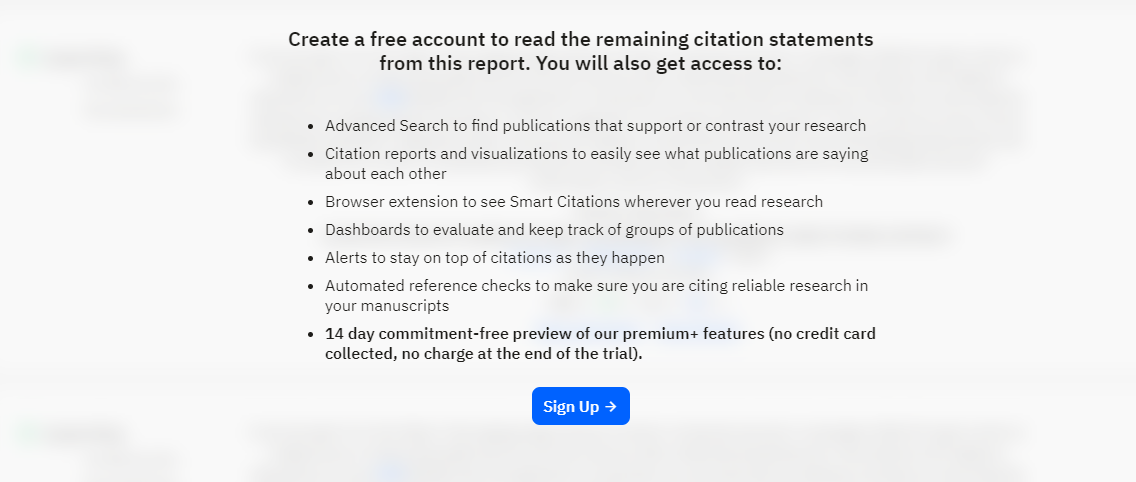 Create a free account to read the remaining citation statements
from this report. You will also get access to:
• Advanced Search to find publications that support or contrast your research
• Citation reports and visualizations to easily see what publications are saying
about each other
• Browser extension to see Smart Citations wherever you read research
• Dashboards to evaluate and keep track of groups of publications
• Alerts to stay on top of citations as they happen
• Automated reference checks to make sure you are citing reliable research in
your manuscripts
• 14 day commitment-free preview of our premium+ features (no credit card
collected, no charge at the end of the trial).
Sign Up →